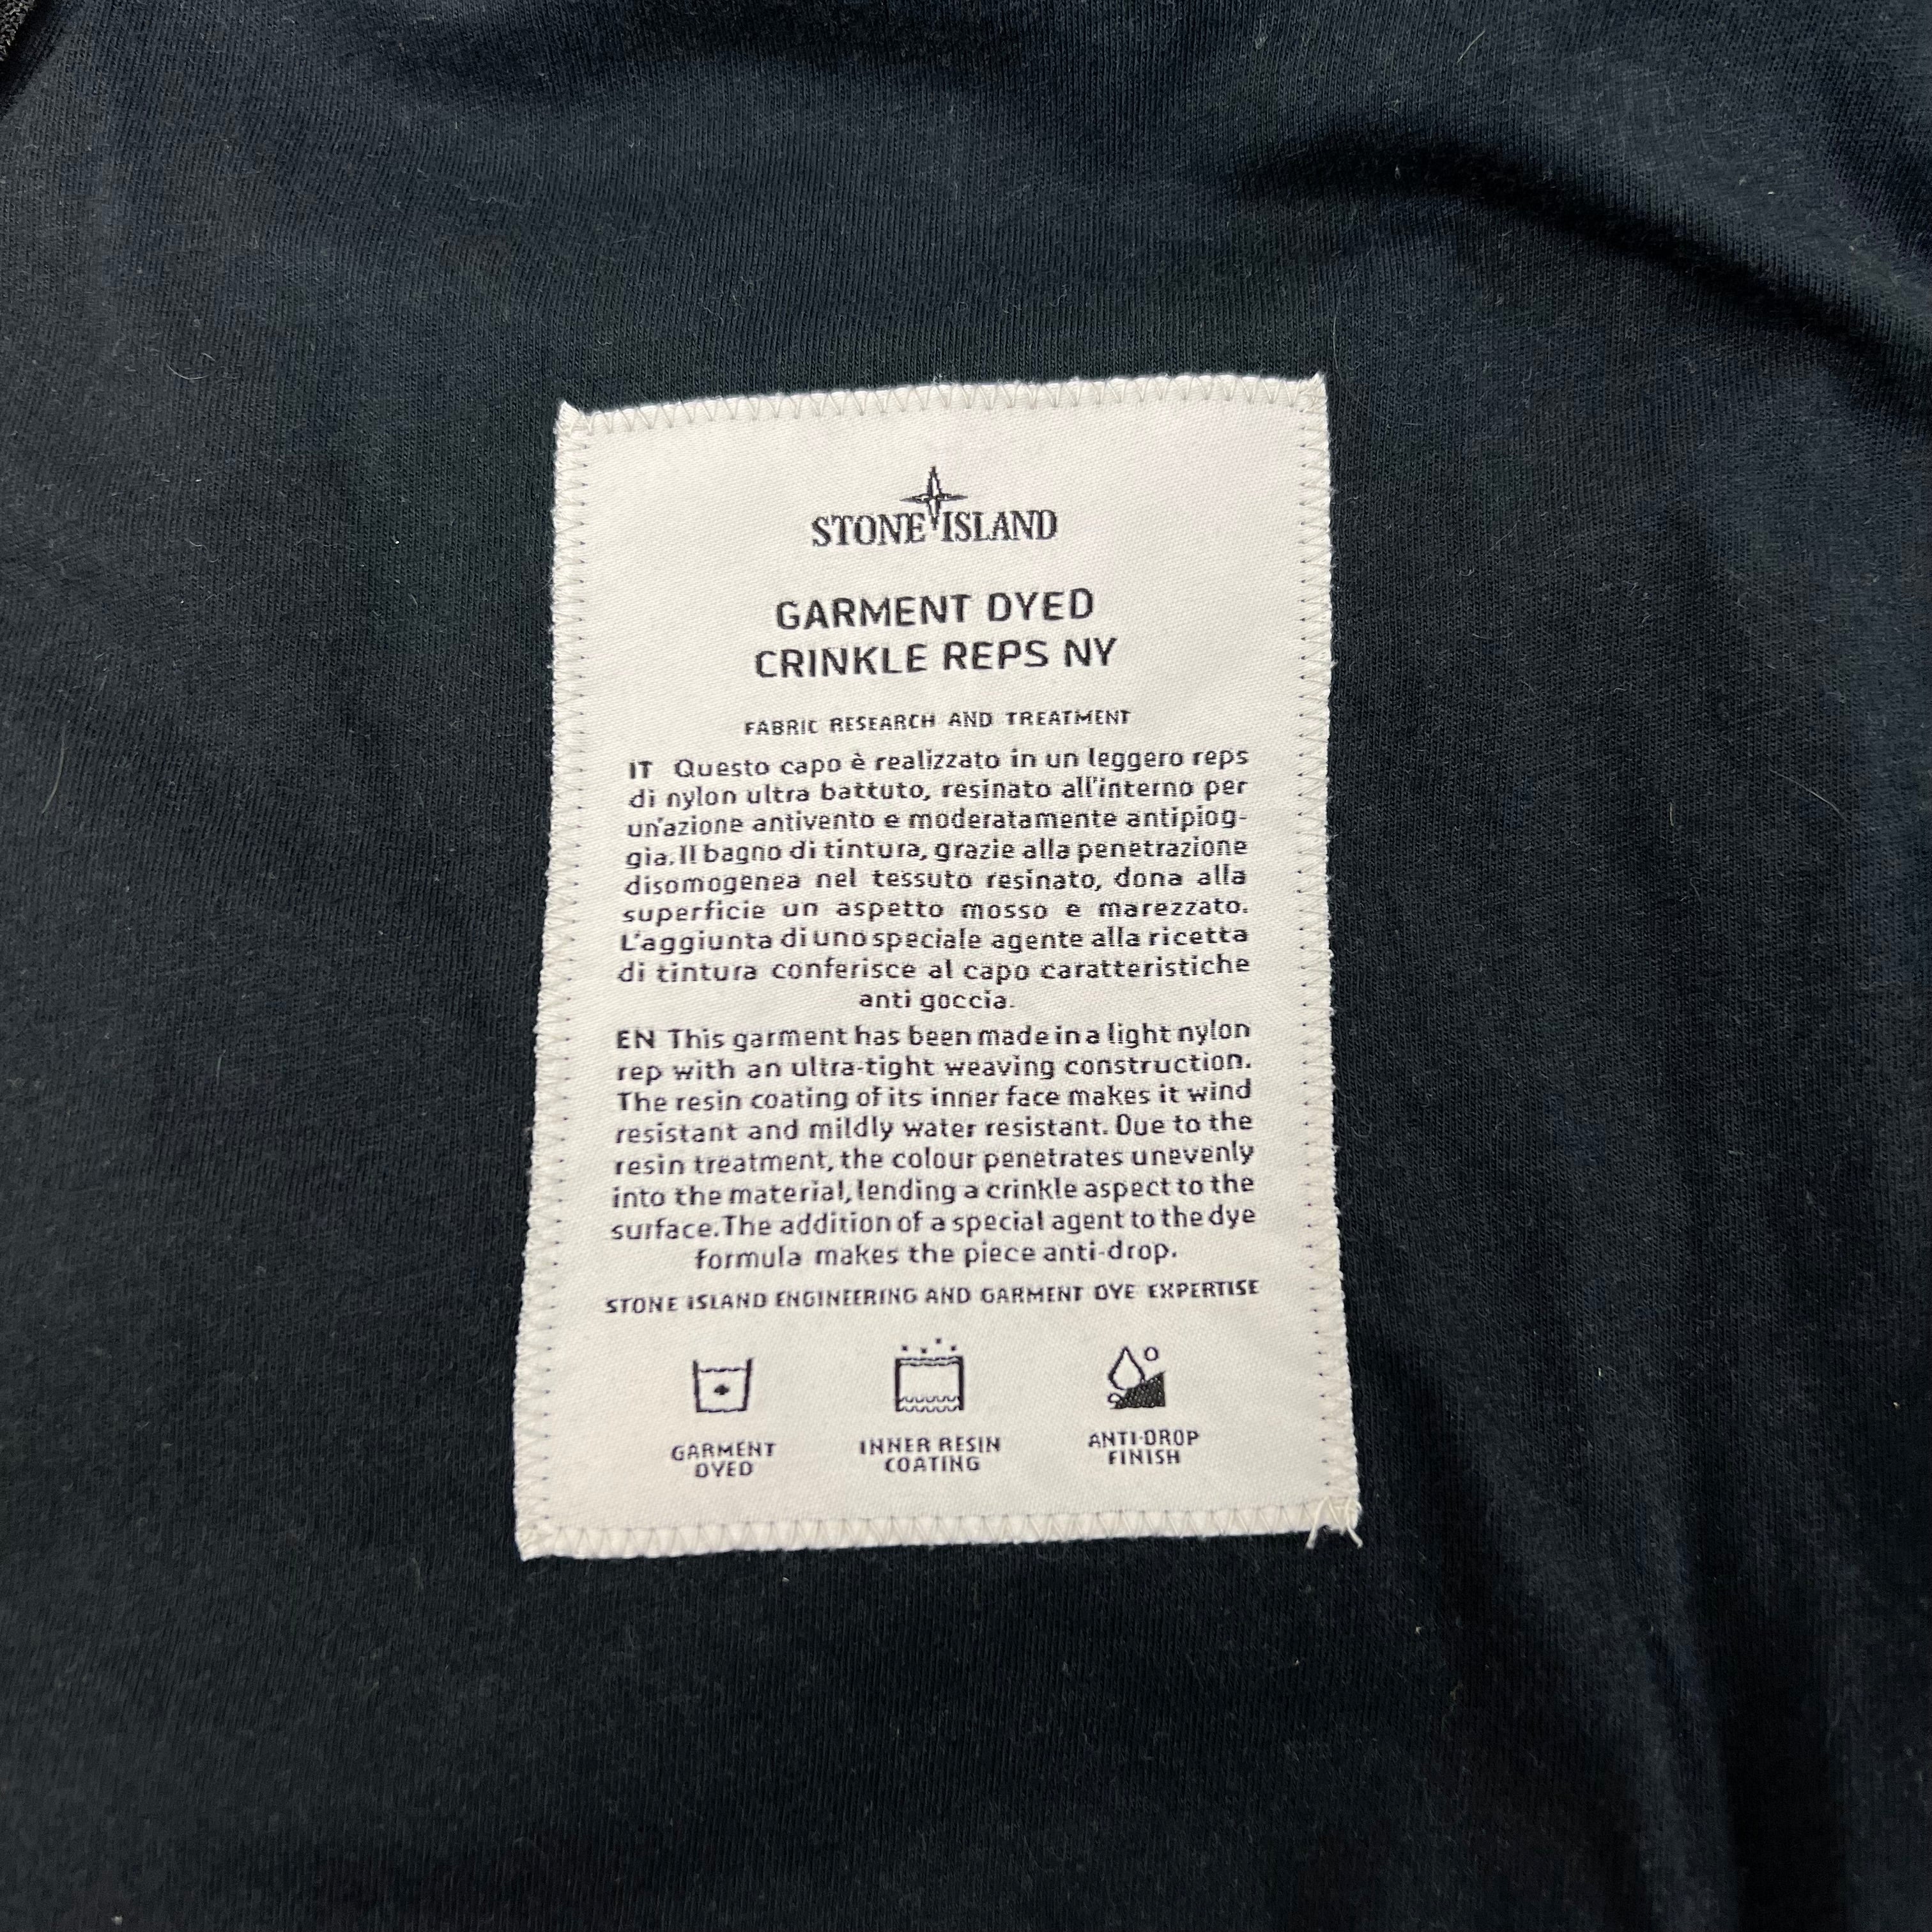 STONE ISLAND
GARMENT DYED
CRINKLE REPS NY
FABRIC RESEARCH AND TREATMENT
IT Questo capo è realizzato in un leggero reps
di nylon ultra battuto, resinato all'interno per
un'azione antivento e moderatamente antipiog-
gia. Il bagno di tintura, grazie alla penetrazione
disomogenea nel tessuto resinato, dona alla
superficie un aspetto mosso e marezzato.
L'aggiunta di uno speciale agente alla ricetta
di tintura conferisce al capo caratteristiche
anti goccia.
EN This garment has been made in a light nylon
rep with an ultra-tight weaving construction.
The resin coating of its inner face makes it wind
resistant and mildly water resistant. Due to the
resin treatment, the colour penetrates unevenly
into the material, lending a crinkle aspect to the
surface. The addition of a special agent to the dye
formula makes the piece anti-drop.
STONE ISLAND ENGINEERING AND GARMENT DYE EXPERTISE
GARMENT INNER RESIN ANTI-DROP
DYED COATING FINISH